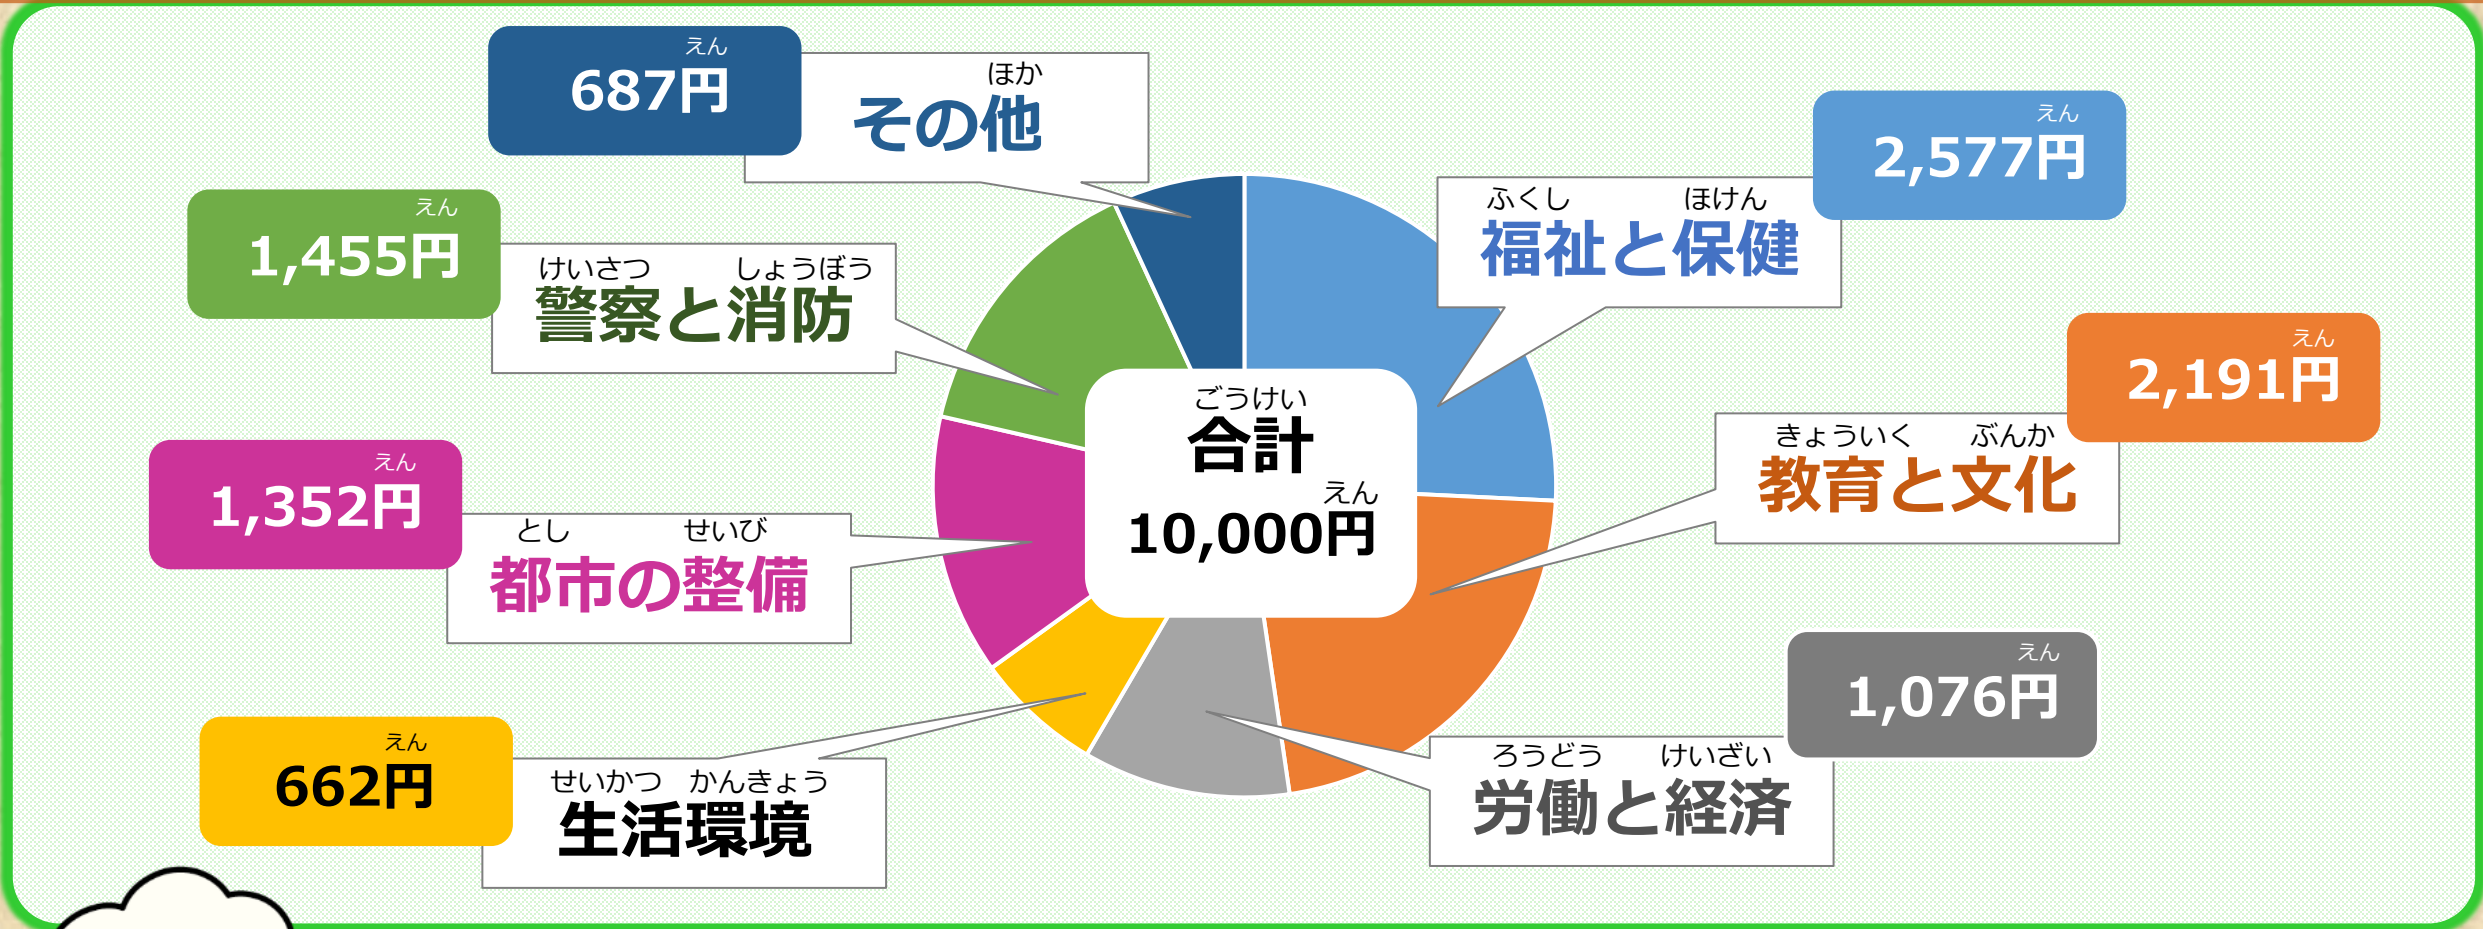 えん
687円
ほか
その他
えん
2,577円
ふくし ほけん
福祉と保健
えん
2,191円
きょういく ぶんか
教育と文化
えん
1,076円
ろうどう けいざい
労働と経済
えん
662円
せいかつ かんきょう
生活環境
えん
1,352円
とし せいび
都市の整備
えん
1,455円
けいさつ しょうぼう
警察と消防
ごうけい
合計
えん
10,000円